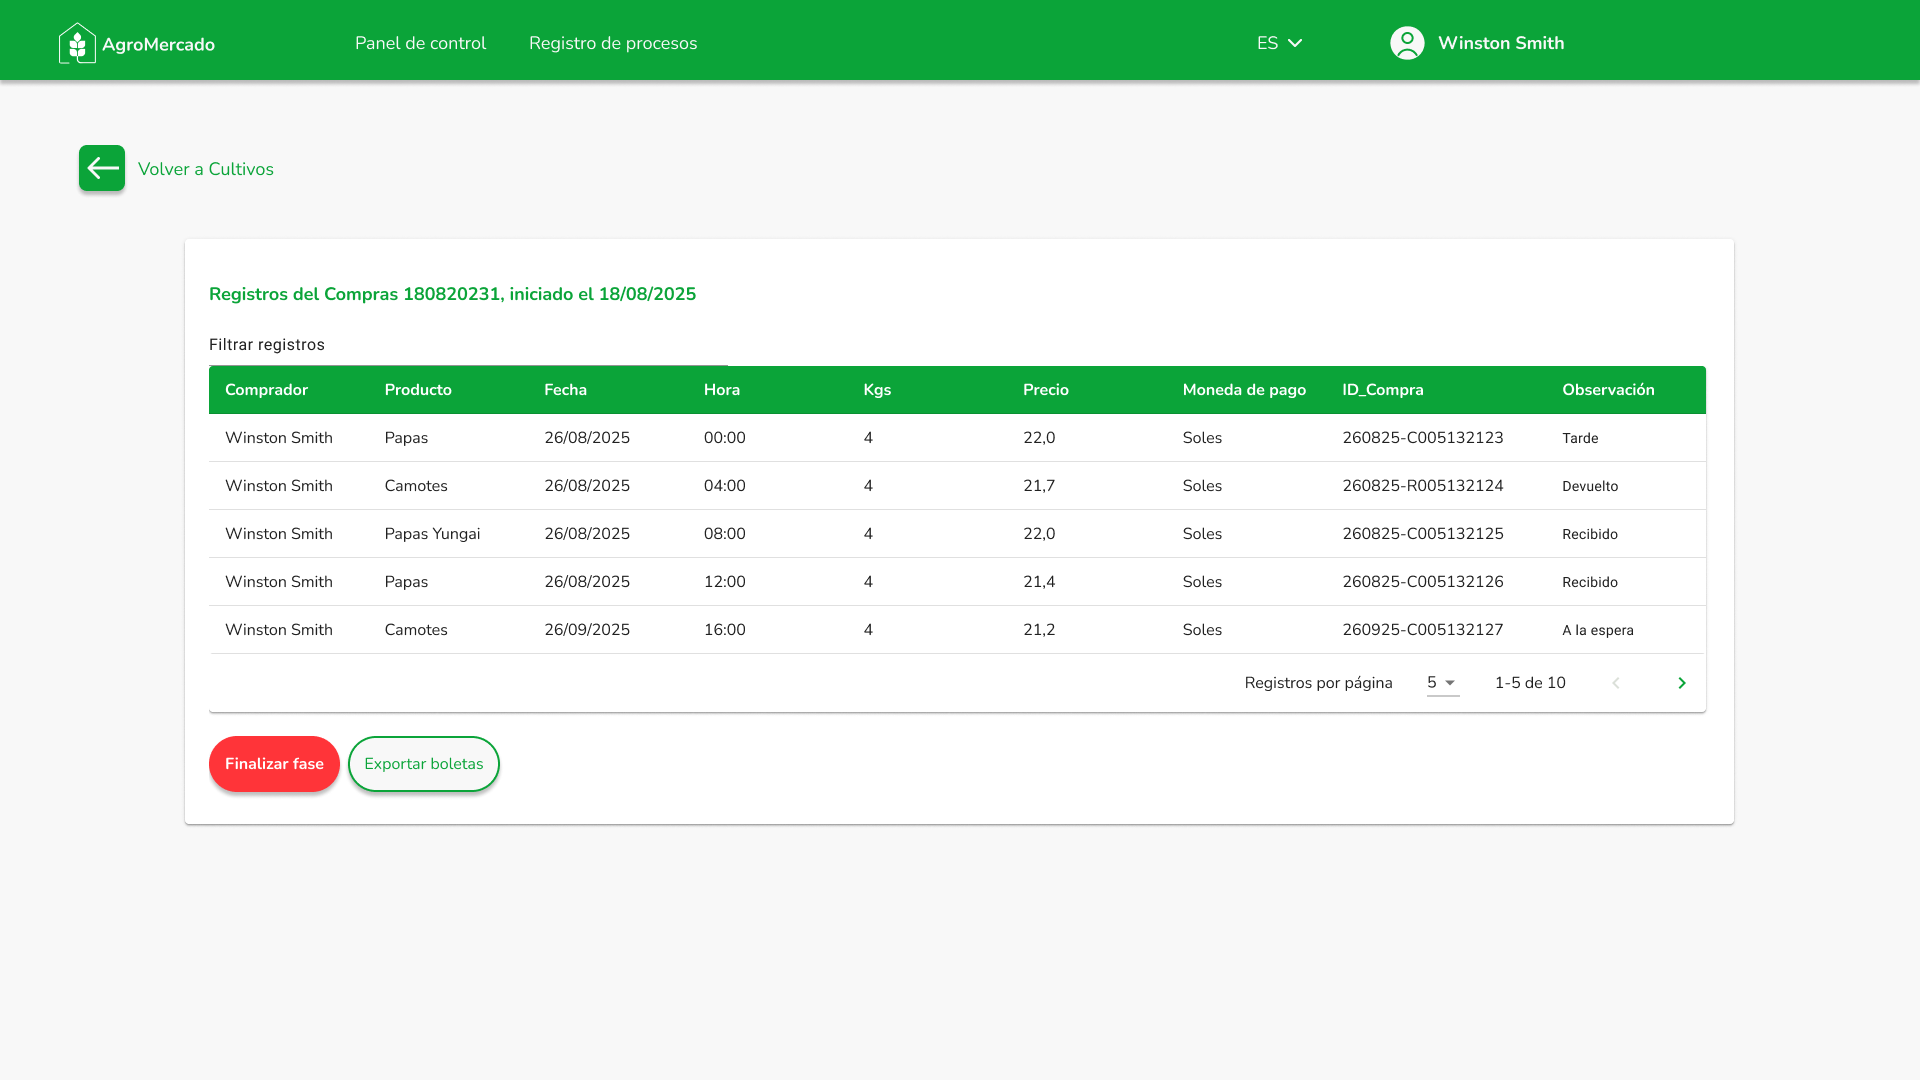 AgroMercado
Panel de control
Registro de procesos
ES
Winston Smith
Volver a Cultivos
Registros del Compras 180820231, iniciado el 18/08/2025
Filtrar registros
Comprador Producto Fecha Hora Kgs Precio Moneda de pago ID_Compra Observación
Winston Smith Papas 26/08/2025 00:00 4 22,0 Soles 260825-C005132123 Tarde
Winston Smith Camotes 26/08/2025 04:00 4 21,7 Soles 260825-R005132124 Devuelto
Winston Smith Papas Yungai 26/08/2025 08:00 4 22,0 Soles 260825-C005132125 Recibido
Winston Smith Papas 26/08/2025 12:00 4 21,4 Soles 260825-C005132126 Recibido
Winston Smith Camotes 26/09/2025 16:00 4 21,2 Soles 260925-C005132127 A la espera
Registros por página 5 1-5 de 10
Finalizar fase
Exportar boletas